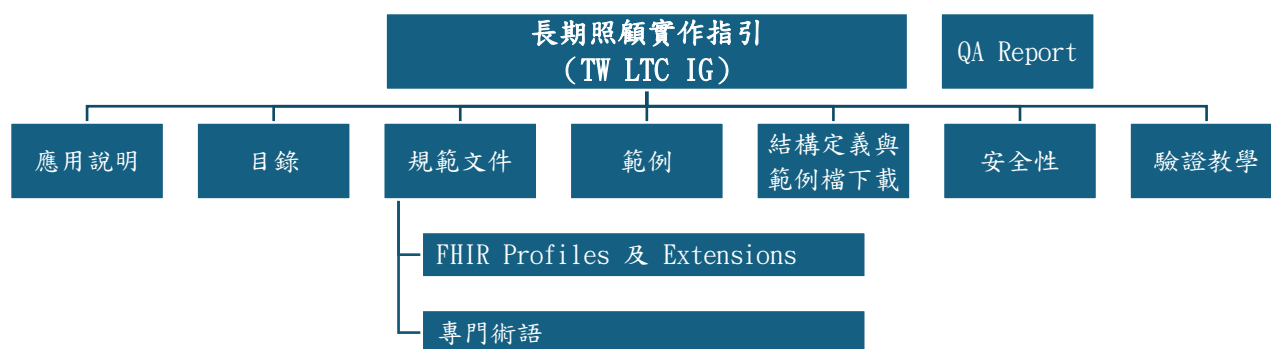 長期照顧實作指引
（TW LTC IG）
QA Report
應用說明
目錄
規範文件
範例
結構定義與
範例檔下載
安全性
驗證教學
FHIR Profiles 及 Extensions
專門術語